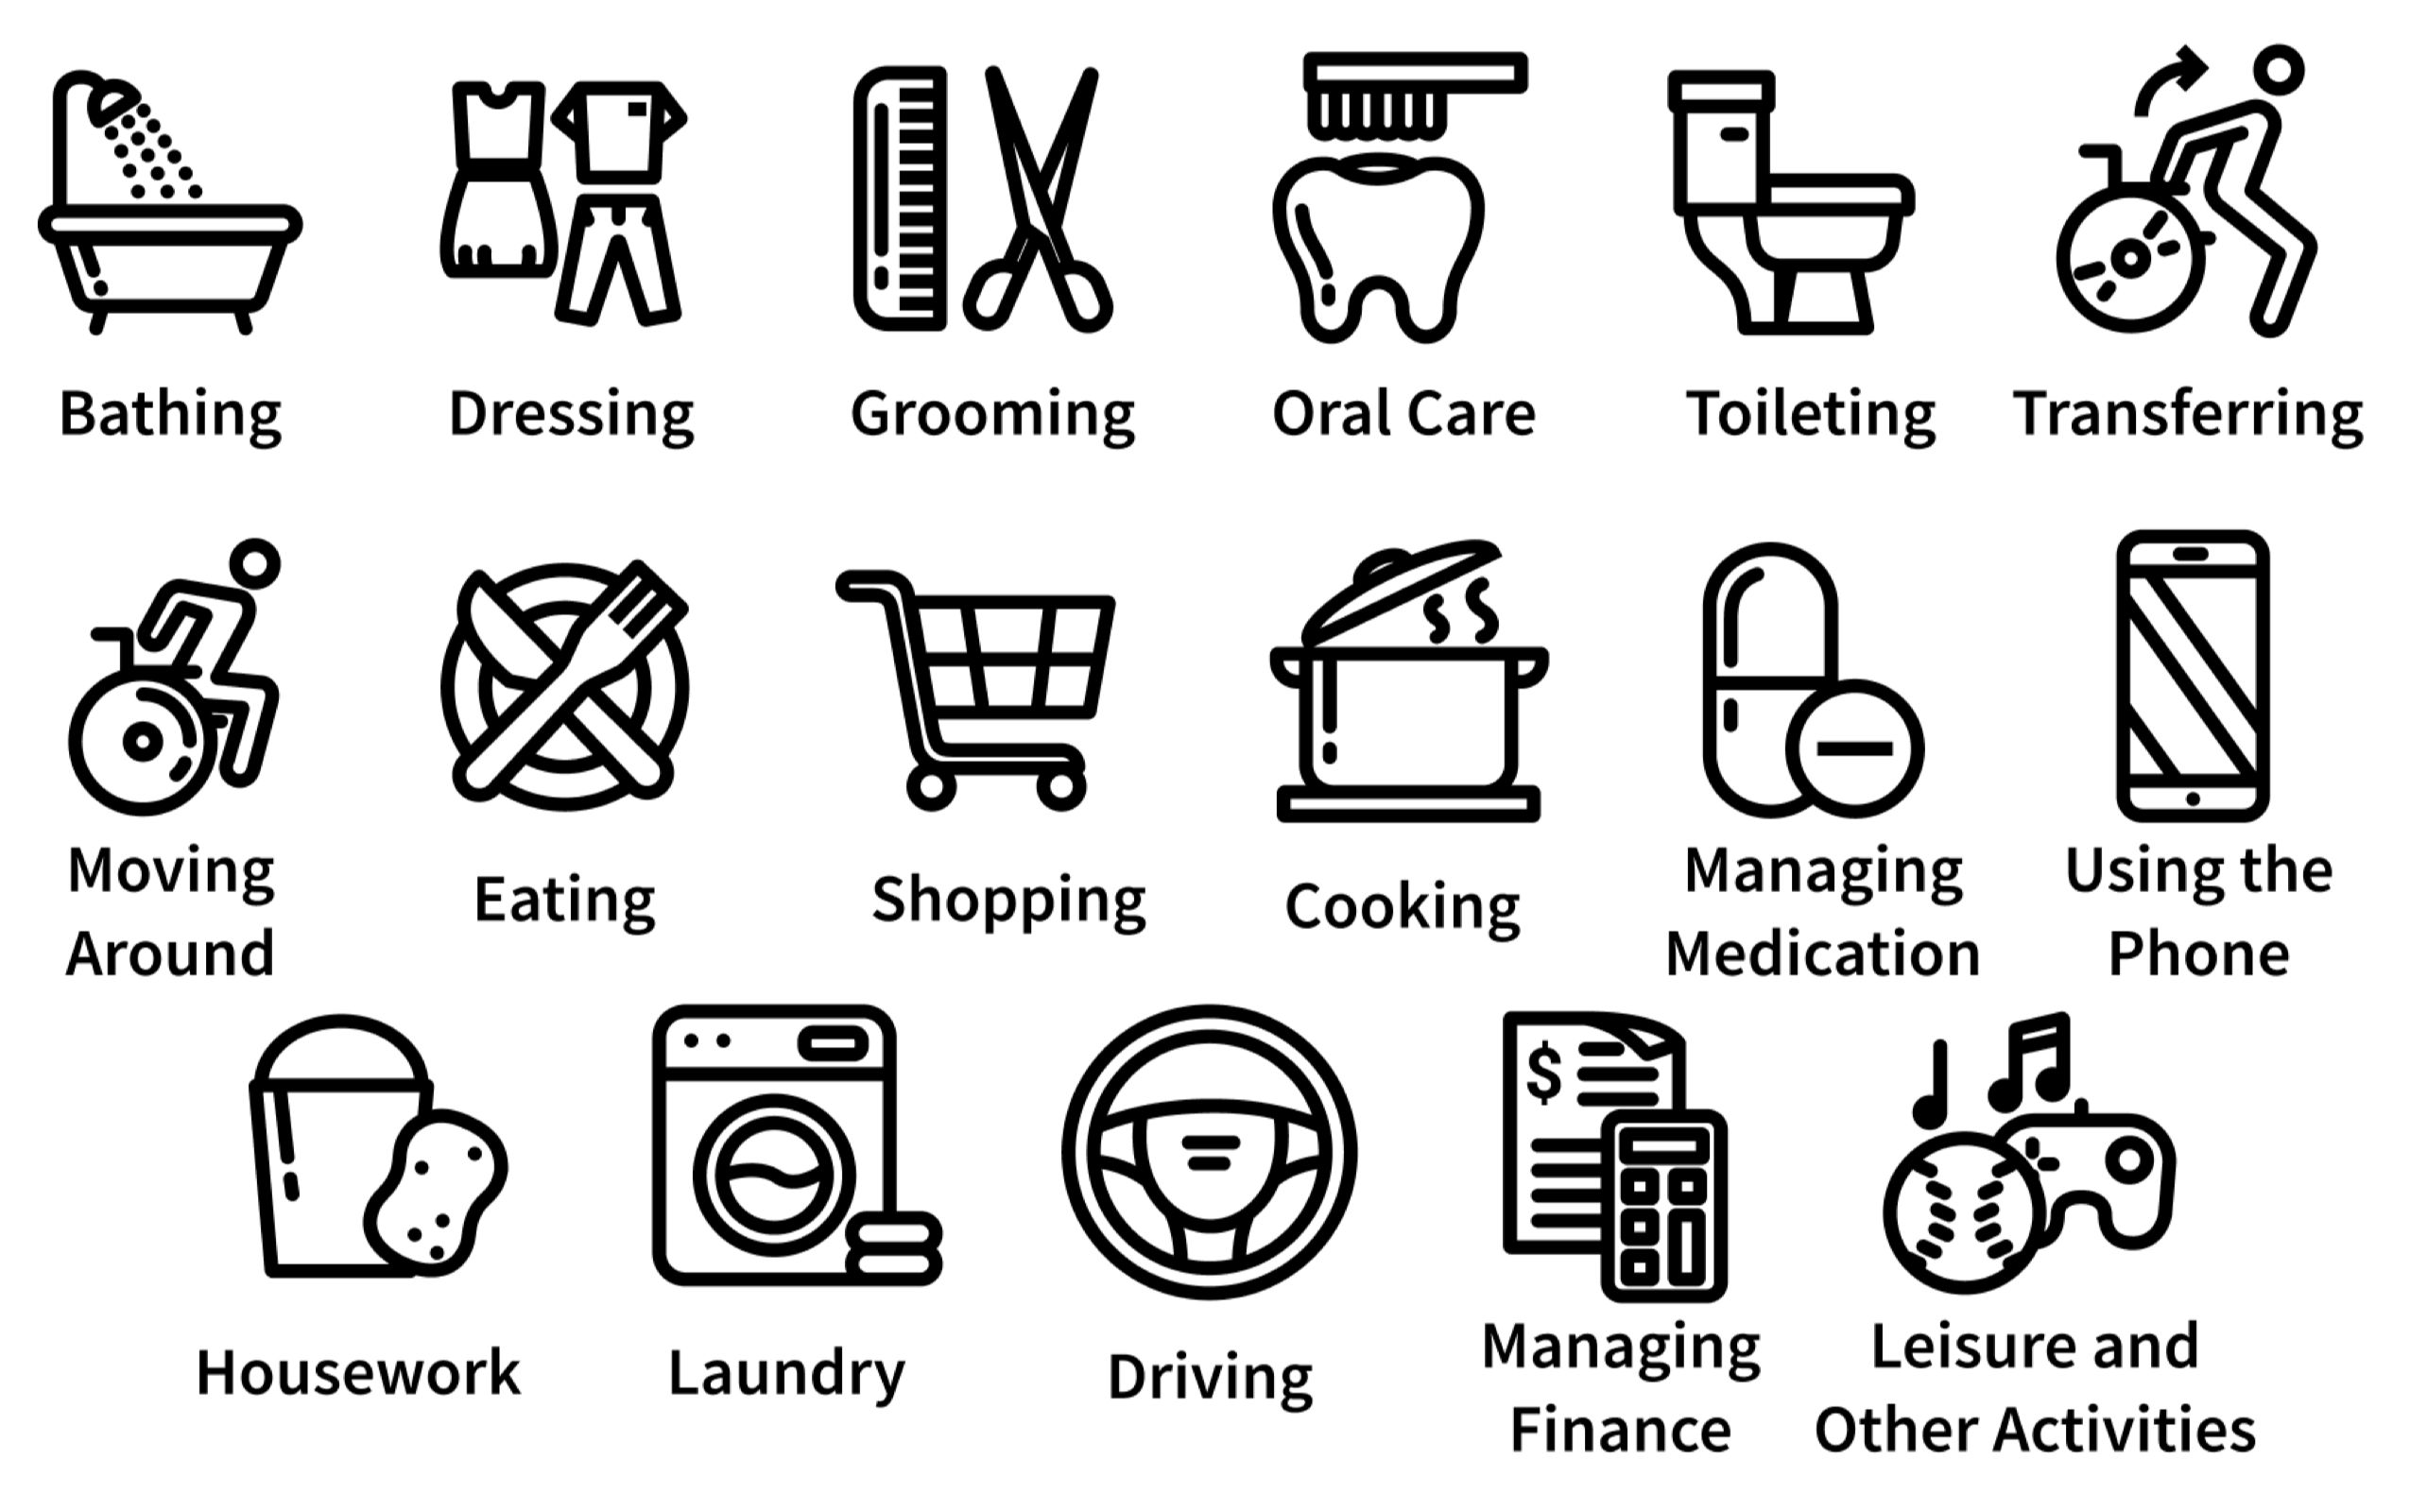 Bathing
Dressing
Grooming
Oral Care
Toileting
Transferring
Moving
Around
Eating
Shopping
Cooking
Managing
Medication
Using the
Phone
$
Housework
Laundry
Driving
Managing
Finance
Leisure and
Other Activities